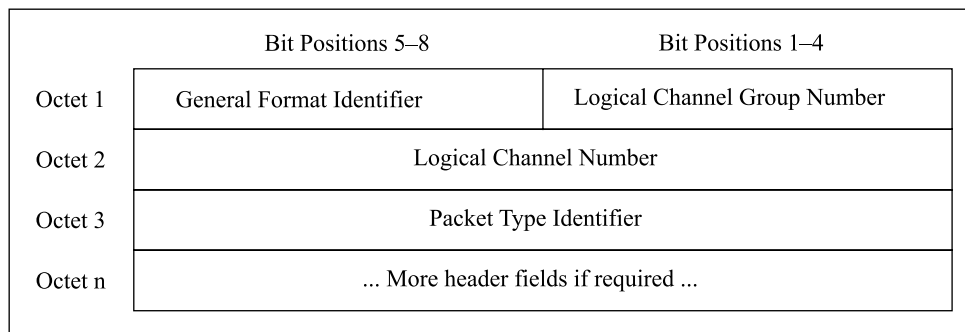 Bit Positions 5–8 Bit Positions 1–4
Octet 1 General Format Identifier Logical Channel Group Number
Octet 2 Logical Channel Number
Octet 3 Packet Type Identifier
Octet n ... More header fields if required ...